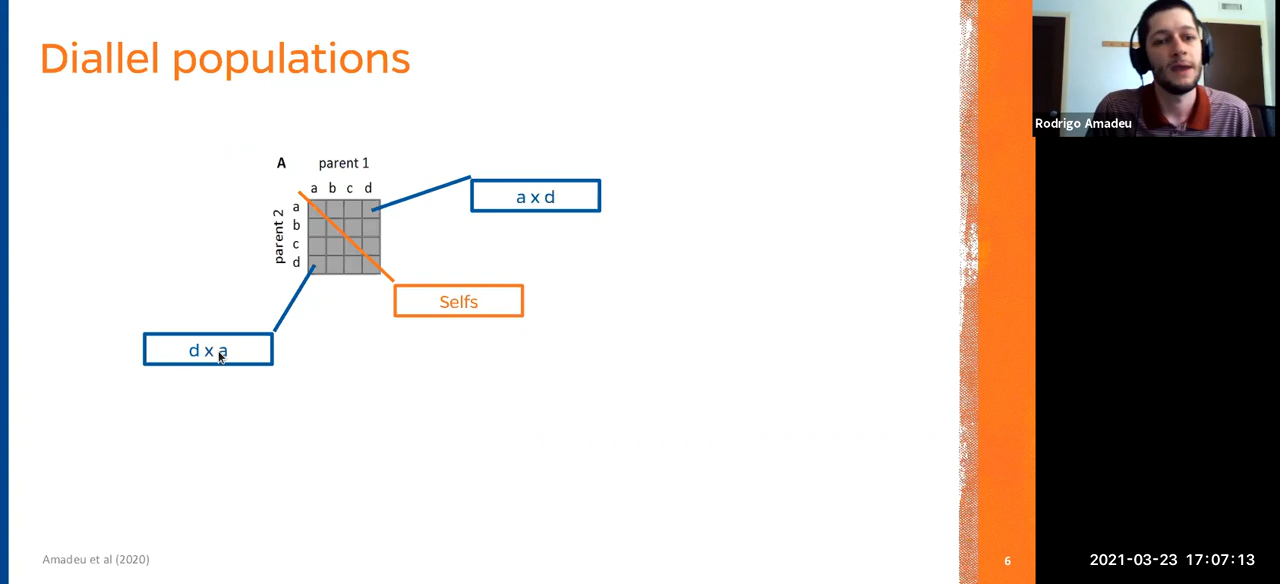 Diallel populations
A parent 1
a b c d
parent 2
a
b
c
d
a x d
Selfs
d x a
Amadeu et al (2020)
6
Rodrigo Amadeu
2021-03-23 17:07:13